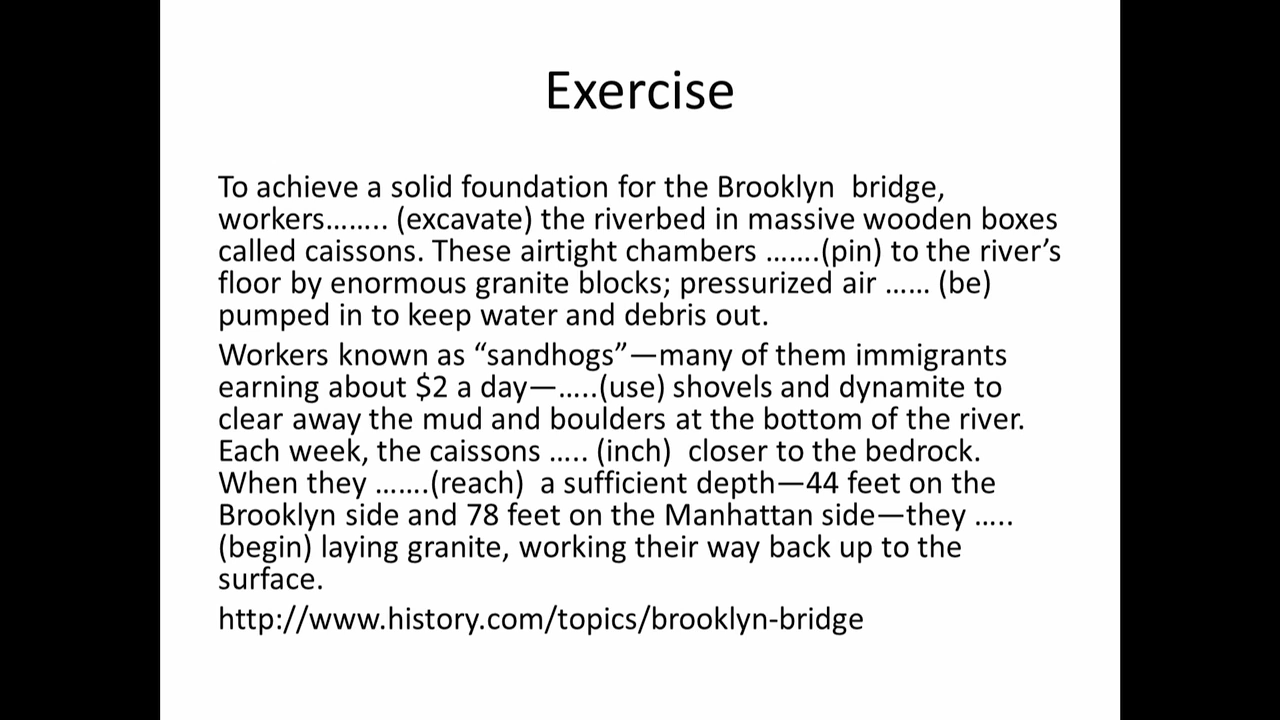 Exercise
To achieve a solid foundation for the Brooklyn  bridge,
workers…..... (excavate) the riverbed in massive wooden boxes
called caissons. These airtight chambers …….(pin) to the river’s
floor by enormous granite blocks; pressurized air …… (be)
pumped in to keep water and debris out.
Workers known as “sandhogs”—many of them immigrants
earning about $2 a day—…..(use) shovels and dynamite to
clear away the mud and boulders at the bottom of the river.
Each week, the caissons ….. (inch)  closer to the bedrock.
When they …….(reach)  a sufficient depth—44 feet on the
Brooklyn side and 78 feet on the Manhattan side—they …..
(begin) laying granite, working their way back up to the
surface.
http://www.history.com/topics/brooklyn-bridge